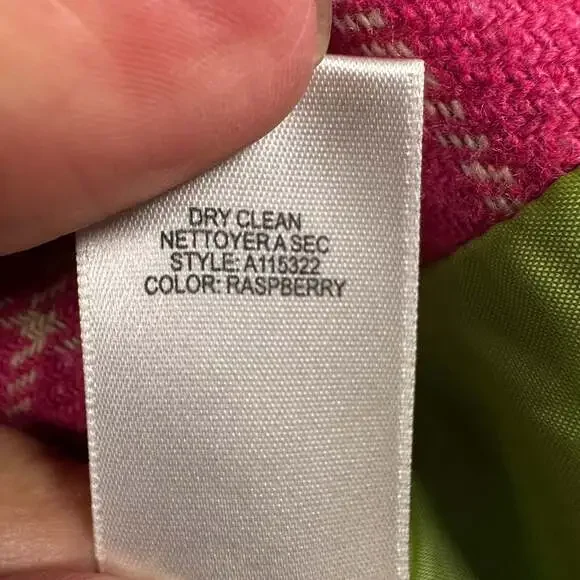 DRY CLEAN
NETTOYER A SEC
STYLE: A115322
COLOR: RASPBERRY